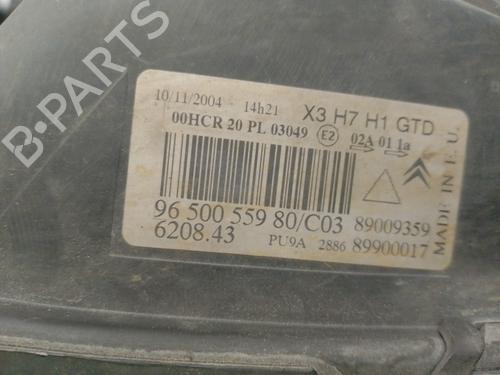 10/11/2004 14h21 X3 H7 H1 GTD
00HCR 20 PL 03049 E2 02A 01 1a
96 500 559 80/C03 89009359
6208.43 PU9A 2886 89900017
MADE IN E.U.
B-PARTS